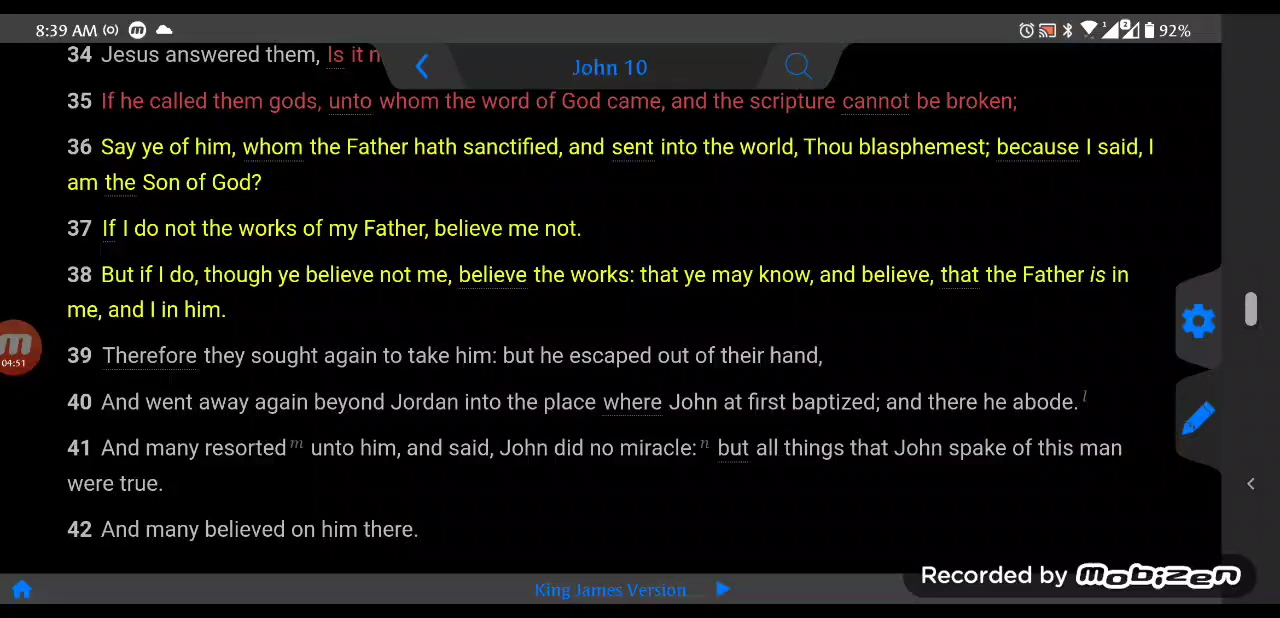 8:39 AM
1 2 92%
34 Jesus answered them, Is it n
John 10
35 If he called them gods, unto whom the word of God came, and the scripture cannot be broken;
36 Say ye of him, whom the Father hath sanctified, and sent into the world, Thou blasphemest; because I said, I
am the Son of God?
37 If I do not the works of my Father, believe me not.
38 But if I do, though ye believe not me, believe the works: that ye may know, and believe, that the Father is in
me, and I in him.
39 Therefore they sought again to take him: but he escaped out of their hand,
04:51
40 And went away again beyond Jordan into the place where John at first baptized; and there he abode. l
41 And many resorted m unto him, and said, John did no miracle: n but all things that John spake of this man
were true.
42 And many believed on him there.
Recorded by mobizen
King James Version